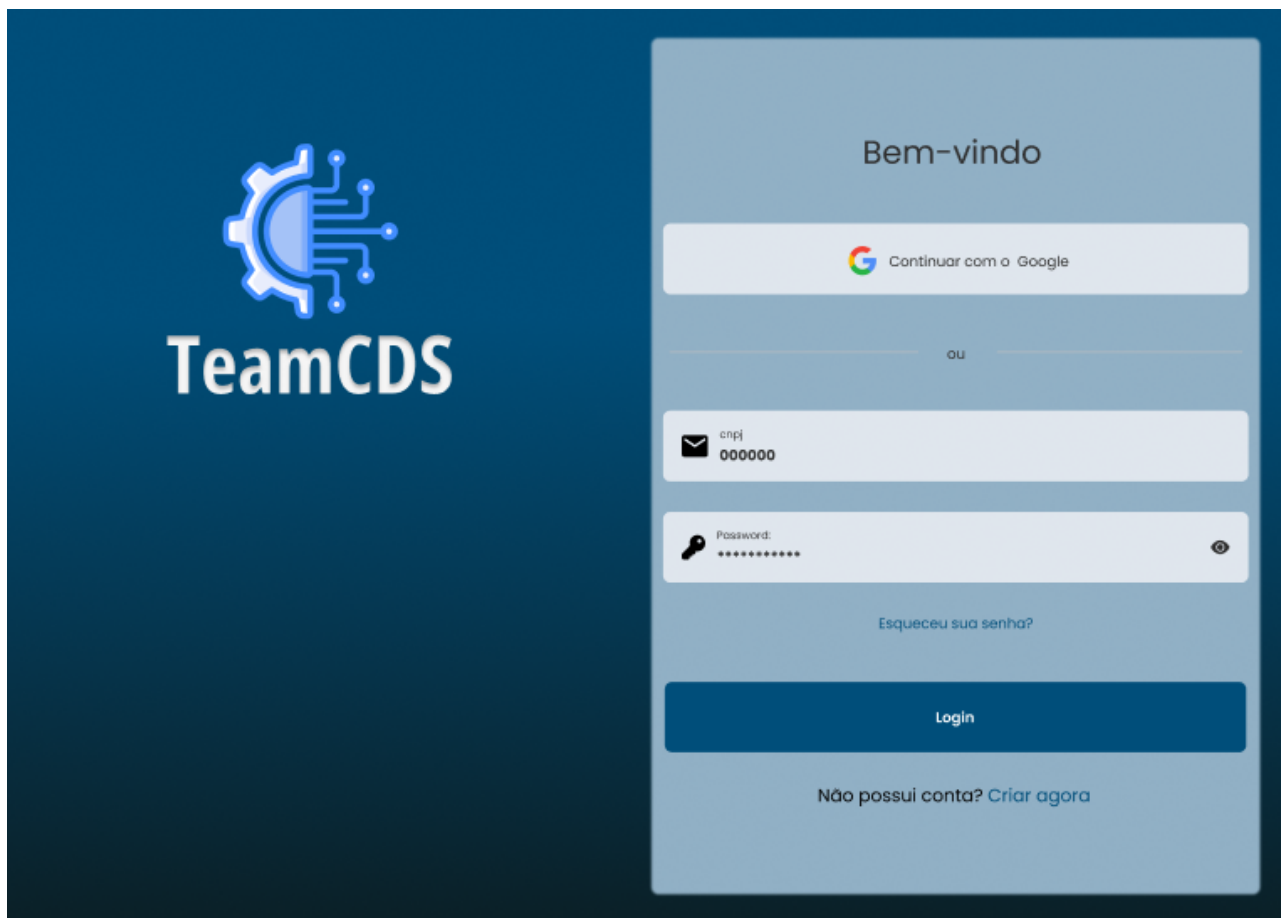 TeamCDS
Bem-vindo
Continuar com o Google
ou
cnpj
000000
Password:
***********
Esqueceu sua senha?
Login
Não possui conta? Criar agora